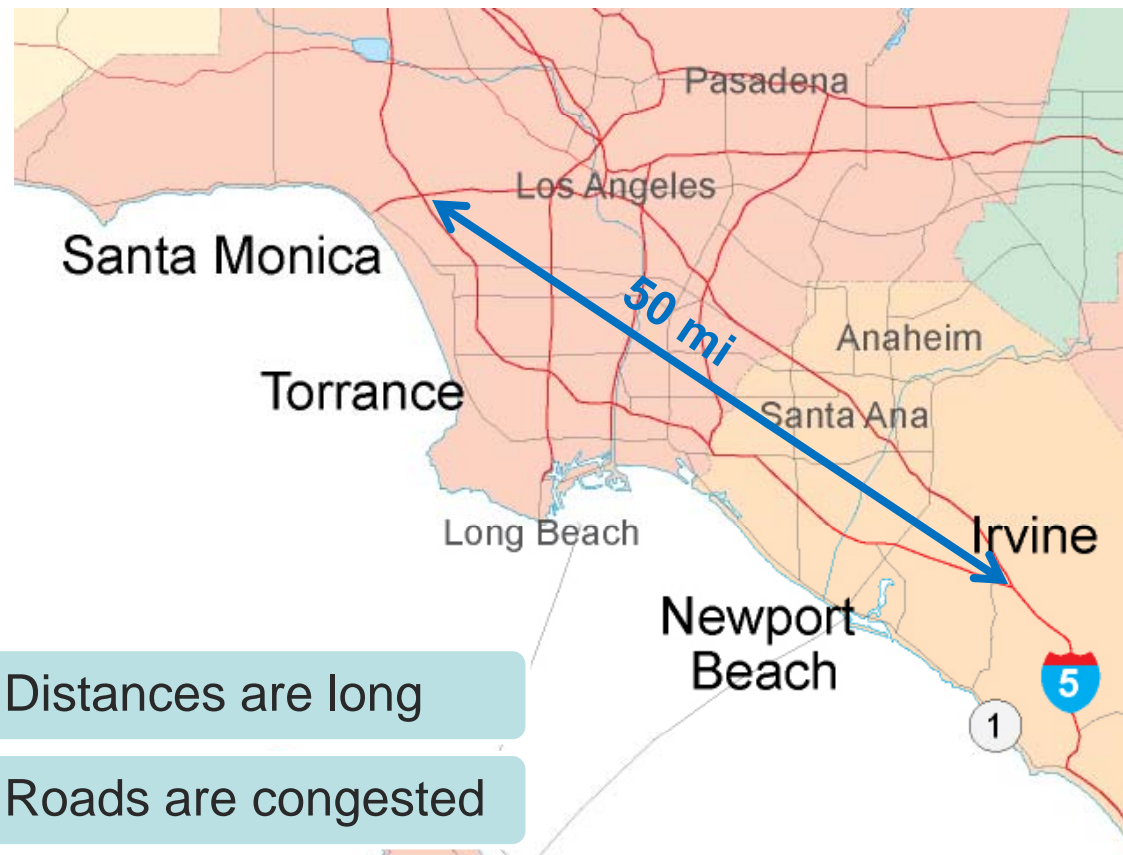 Pasadena
Los Angeles
Santa Monica
50 mi
Anaheim
Torrance
Santa Ana
Long Beach
Irvine
Newport
Beach
5
1
Distances are long
Roads are congested